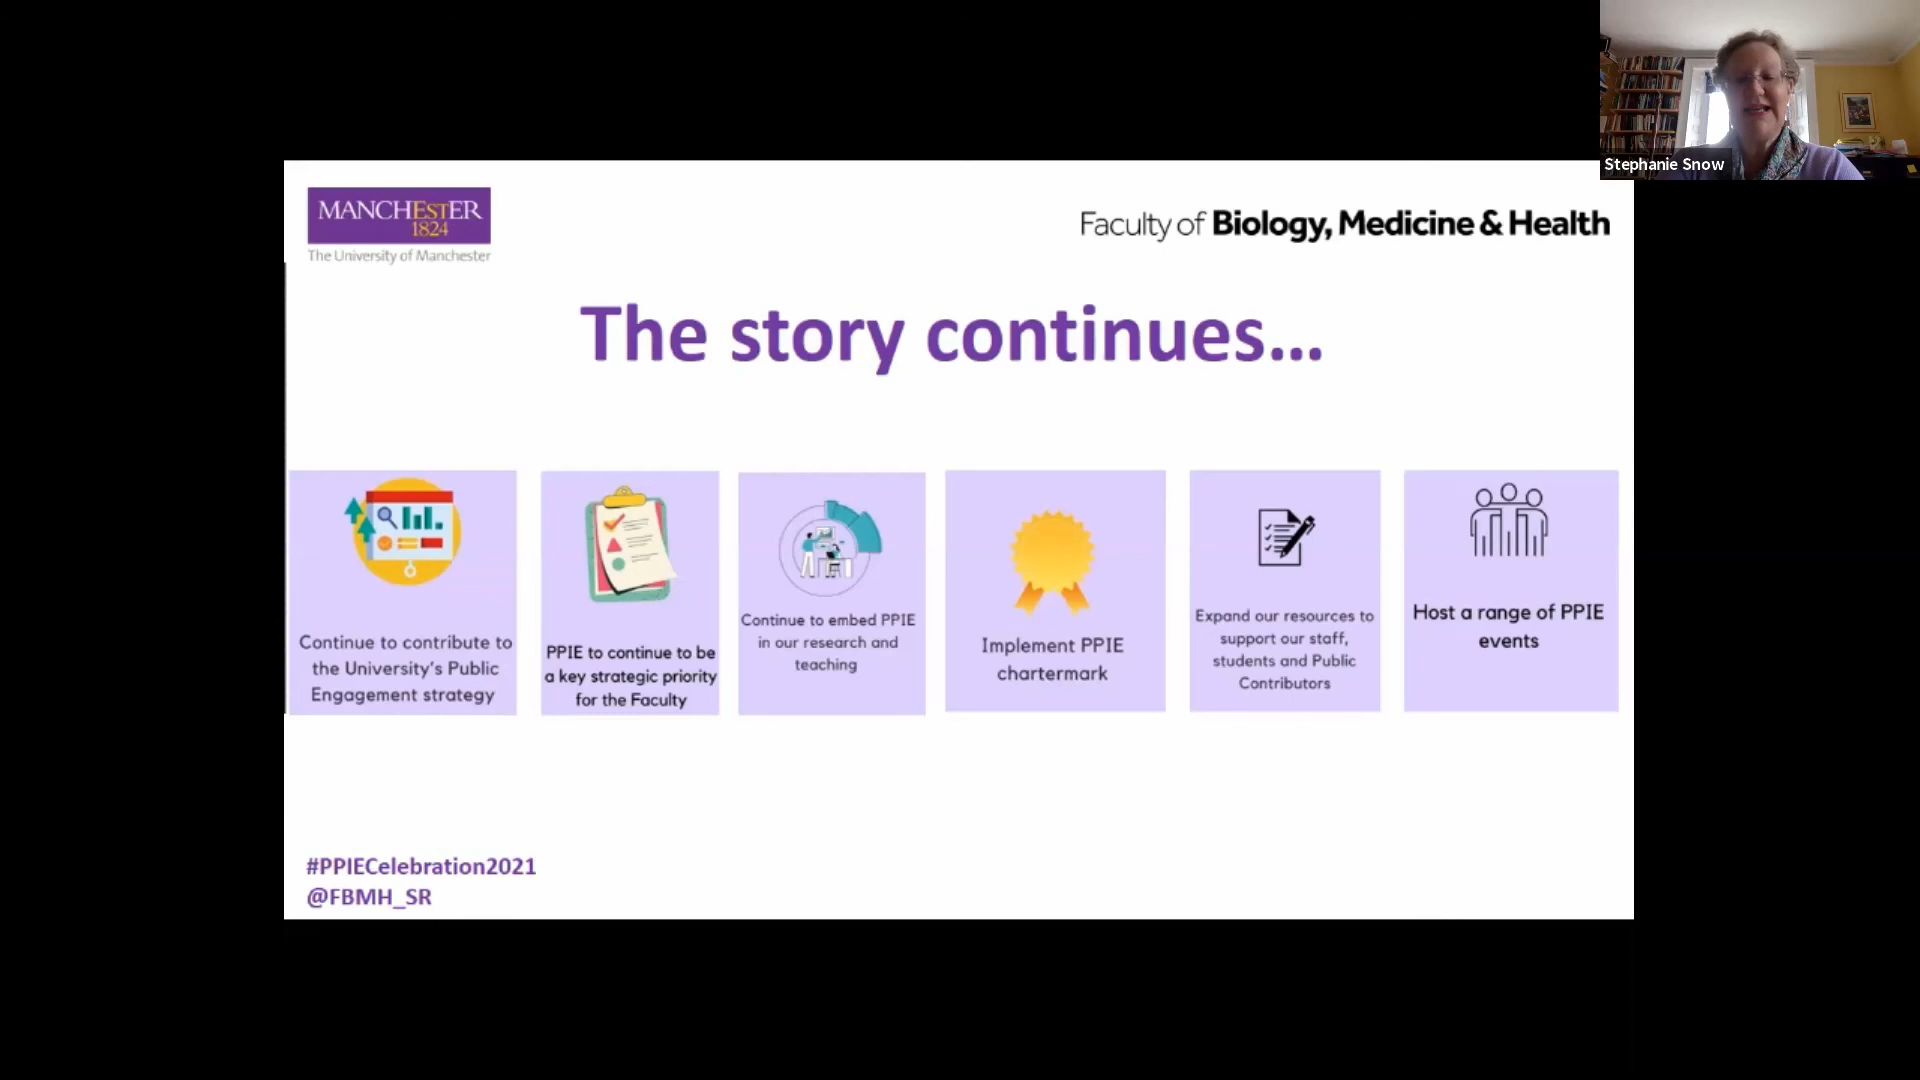 Stephanie Snow
MANCHESTER
1824
The University of Manchester
Faculty of Biology, Medicine & Health
The story continues...
Continue to contribute to
the University's Public
Engagement strategy
PPIE to continue to be
a key strategic priority
for the Faculty
Continue to embed PPIE
in our research and
teaching
Implement PPIE
chartermark
Expand our resources to
support our staff,
students and Public
Contributors
Host a range of PPIE
events
#PPIECelebration2021
@FBMH_SR